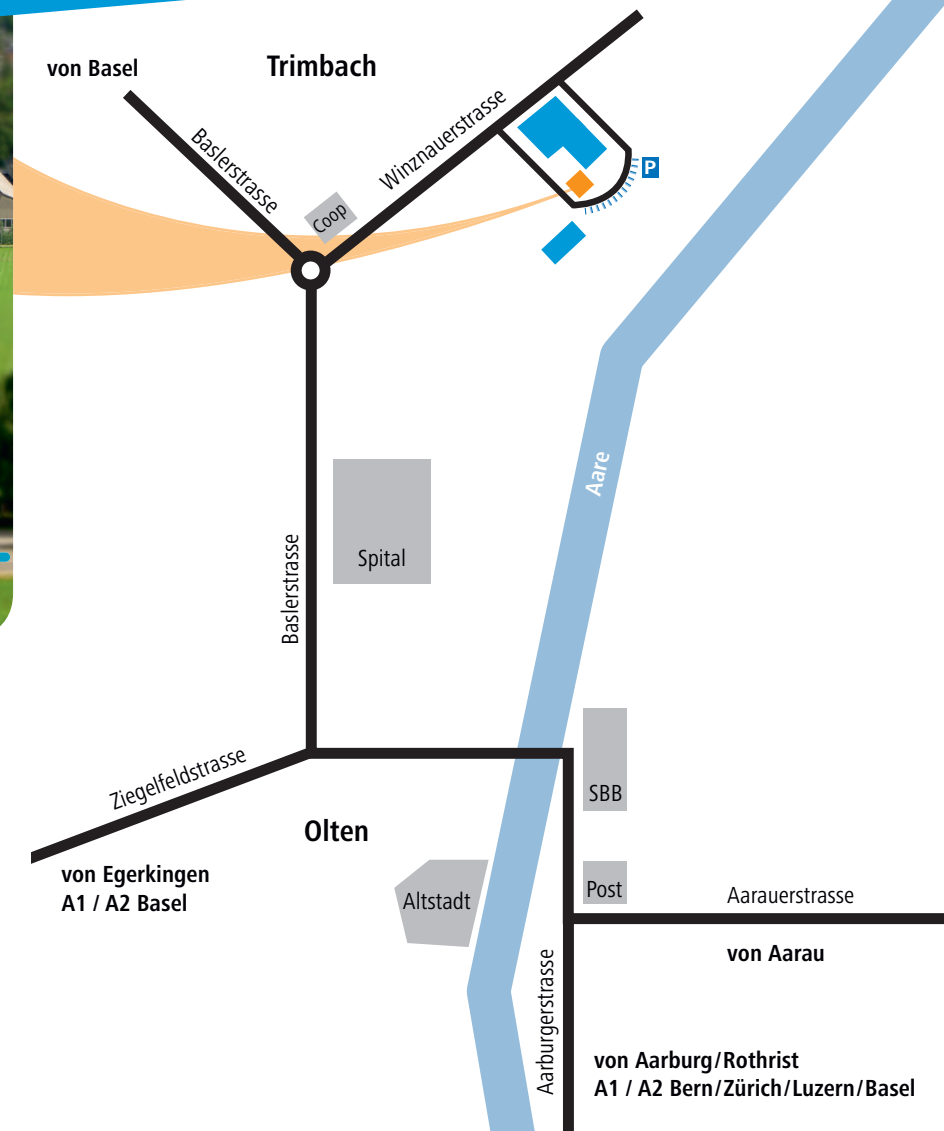 von Basel
Trimbach
Baslerstrasse
Winznauerstrasse
Coop
P
Aare
Baslerstrasse
Spital
Ziegelfeldstrasse
SBB
Olten
von Egerkingen
A1 / A2 Basel
Altstadt
Post
Aarauerstrasse
von Aarau
Aarburgerstrasse
von Aarburg/Rothrist
A1 / A2 Bern/Zürich/Luzern/Basel